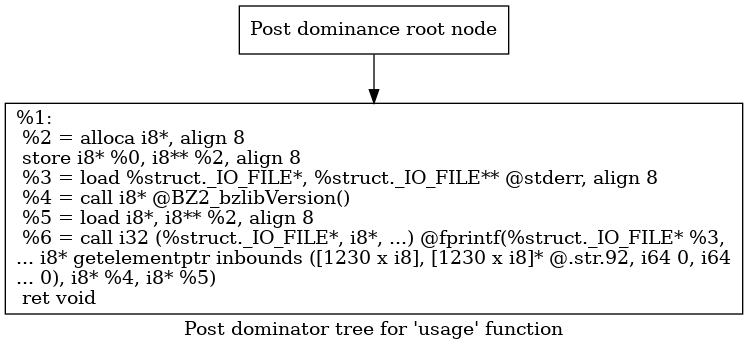 Post dominance root node
%1:
%2 = alloca i8*, align 8
store i8* %0, i8** %2, align 8
%3 = load %struct._IO_FILE*, %struct._IO_FILE** @stderr, align 8
%4 = call i8* @BZ2_bzlibVersion()
%5 = load i8*, i8** %2, align 8
%6 = call i32 (%struct._IO_FILE*, i8*, ...) @fprintf(%struct._IO_FILE* %3,
... i8* getelementptr inbounds ([1230 x i8], [1230 x i8]* @.str.92, i64 0, i64
... 0), i8* %4, i8* %5)
ret void
Post dominator tree for 'usage' function